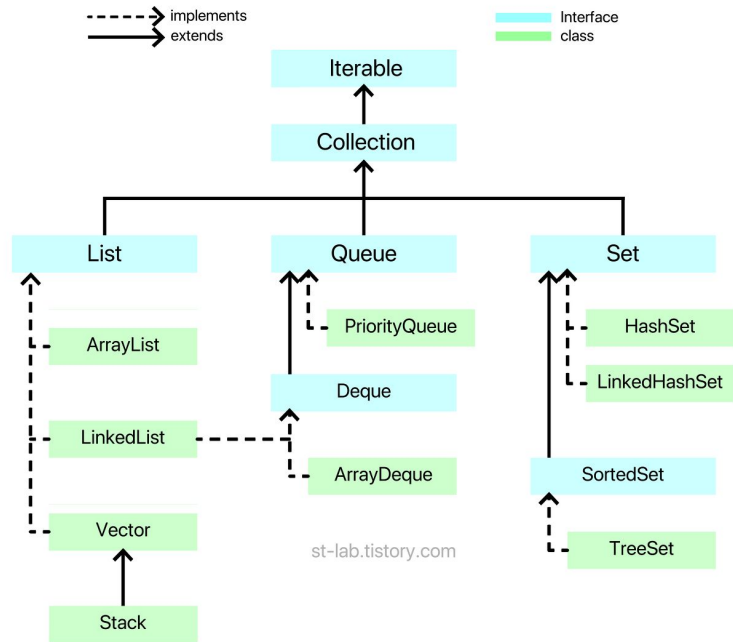 implements
extends
Interface
class
Iterable
Collection
List
Queue
Set
ArrayList
PriorityQueue
HashSet
LinkedHashSet
Deque
LinkedList
ArrayDeque
SortedSet
Vector
TreeSet
st-lab.tistory.com
Stack